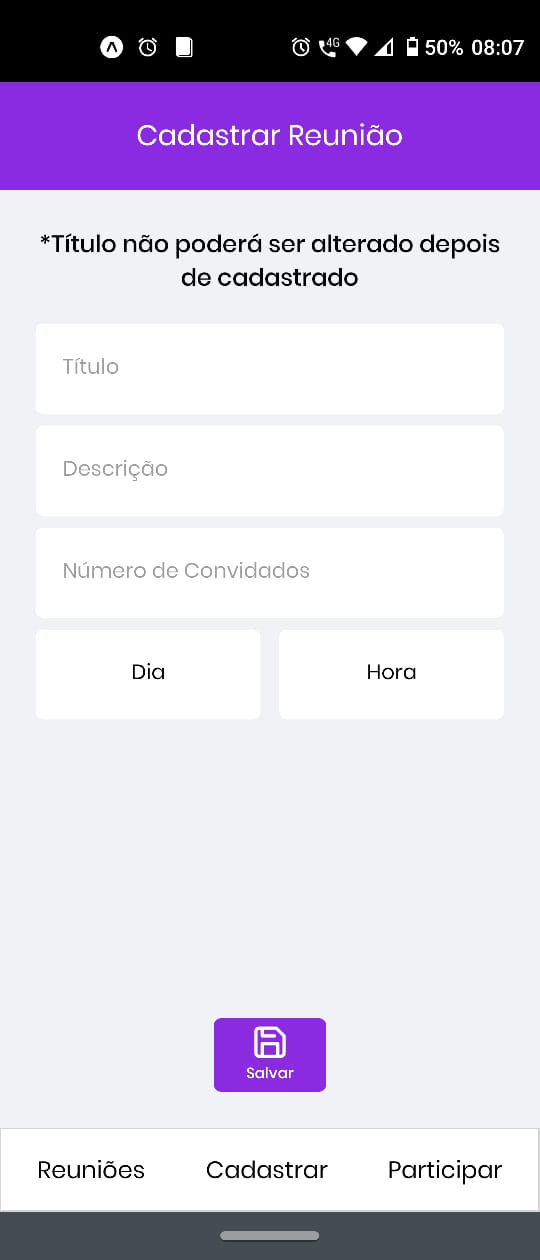 4G 50% 08:07
Cadastrar Reunião
*Título não poderá ser alterado depois
de cadastrado
Título
Descrição
Número de Convidados
Dia Hora
Salvar
Reuniões Cadastrar Participar